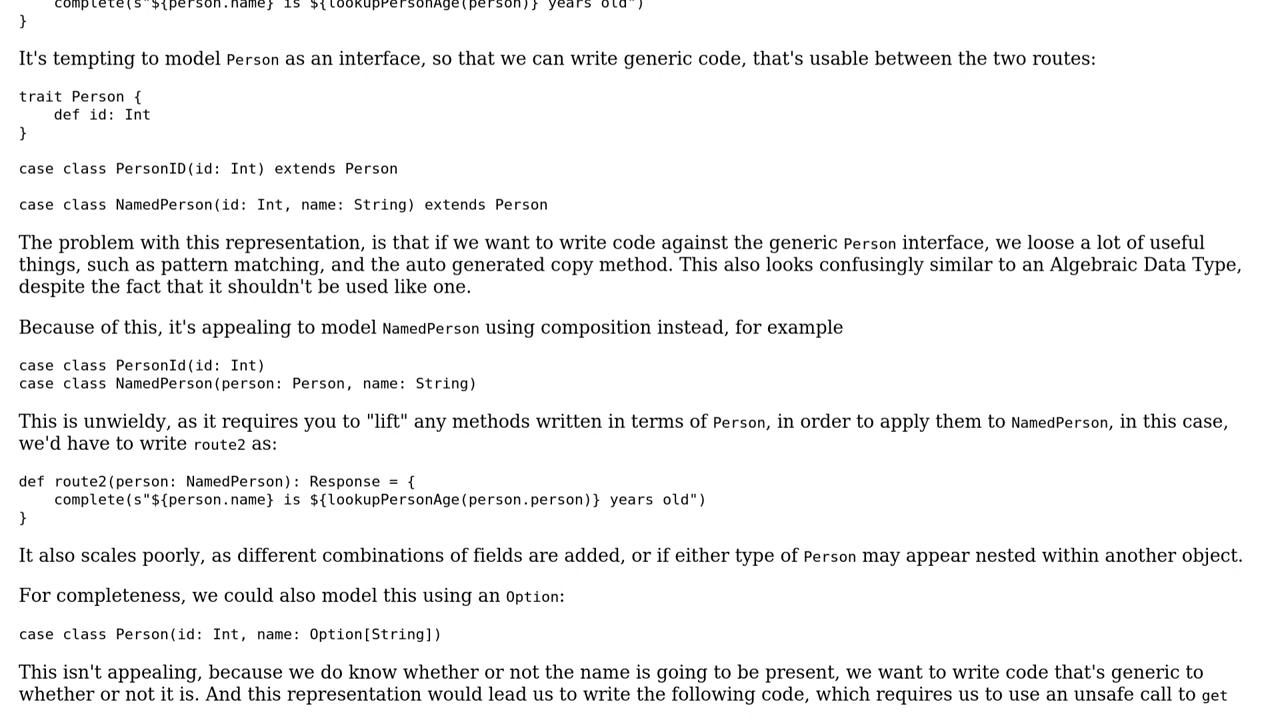 complete(s"${person.name} is ${lookupPersonAge(person)} years old")
}
It's tempting to model Person as an interface, so that we can write generic code, that's usable between the two routes:
trait Person {
    def id: Int
}
case class PersonID(id: Int) extends Person
case class NamedPerson(id: Int, name: String) extends Person
The problem with this representation, is that if we want to write code against the generic Person interface, we loose a lot of useful
things, such as pattern matching, and the auto generated copy method. This also looks confusingly similar to an Algebraic Data Type,
despite the fact that it shouldn't be used like one.
Because of this, it's appealing to model NamedPerson using composition instead, for example
case class PersonId(id: Int)
case class NamedPerson(person: Person, name: String)
This is unwieldy, as it requires you to "lift" any methods written in terms of Person, in order to apply them to NamedPerson, in this case,
we'd have to write route2 as:
def route2(person: NamedPerson): Response = {
    complete(s"${person.name} is ${lookupPersonAge(person.person)} years old")
}
It also scales poorly, as different combinations of fields are added, or if either type of Person may appear nested within another object.
For completeness, we could also model this using an Option:
case class Person(id: Int, name: Option[String])
This isn't appealing, because we do know whether or not the name is going to be present, we want to write code that's generic to
whether or not it is. And this representation would lead us to write the following code, which requires us to use an unsafe call to get